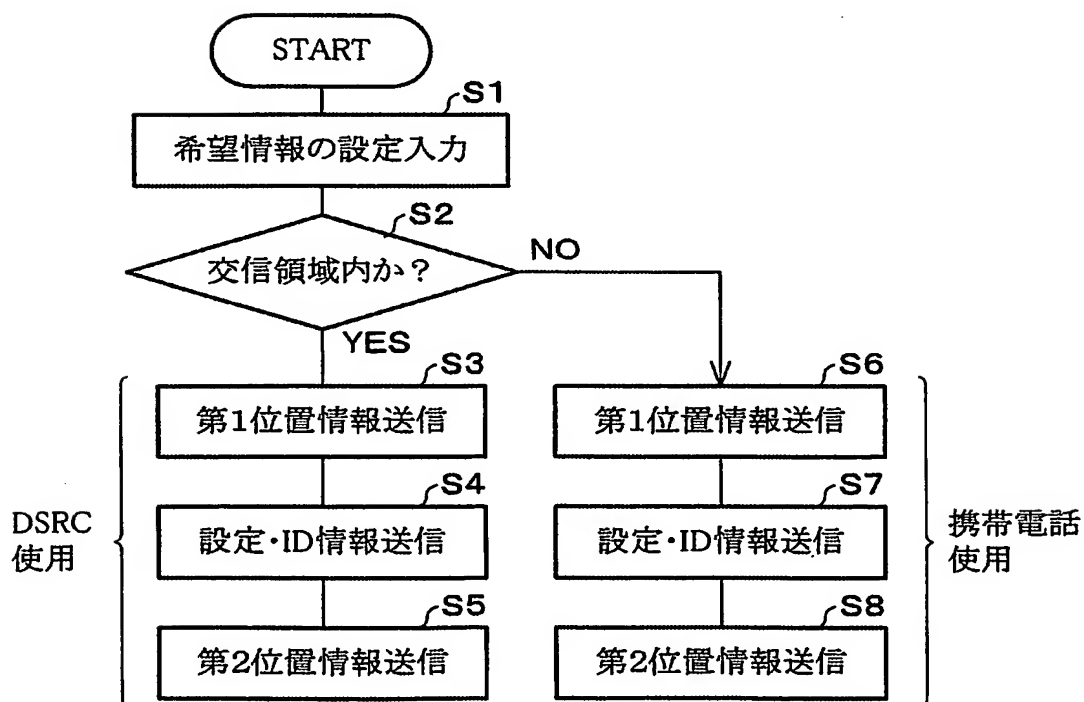 START
S1
希望情報の設定入力
S2
交信領域内か？
NO
YES
S3
第1位置情報送信
S6
第1位置情報送信
S4
設定・ID情報送信
S7
設定・ID情報送信
DSRC
使用
携帯電話
使用
S5
第2位置情報送信
S8
第2位置情報送信